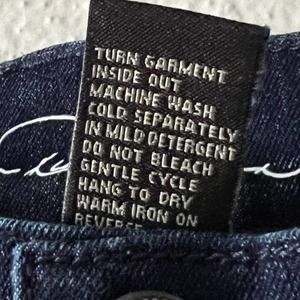 TURN GARMENT
INSIDE OUT
MACHINE WASH
COLD SEPARATELY
IN MILD DETERGENT
DO NOT BLEACH
GENTLE CYCLE
HANG TO DRY
WARM IRON ON
REVERSE